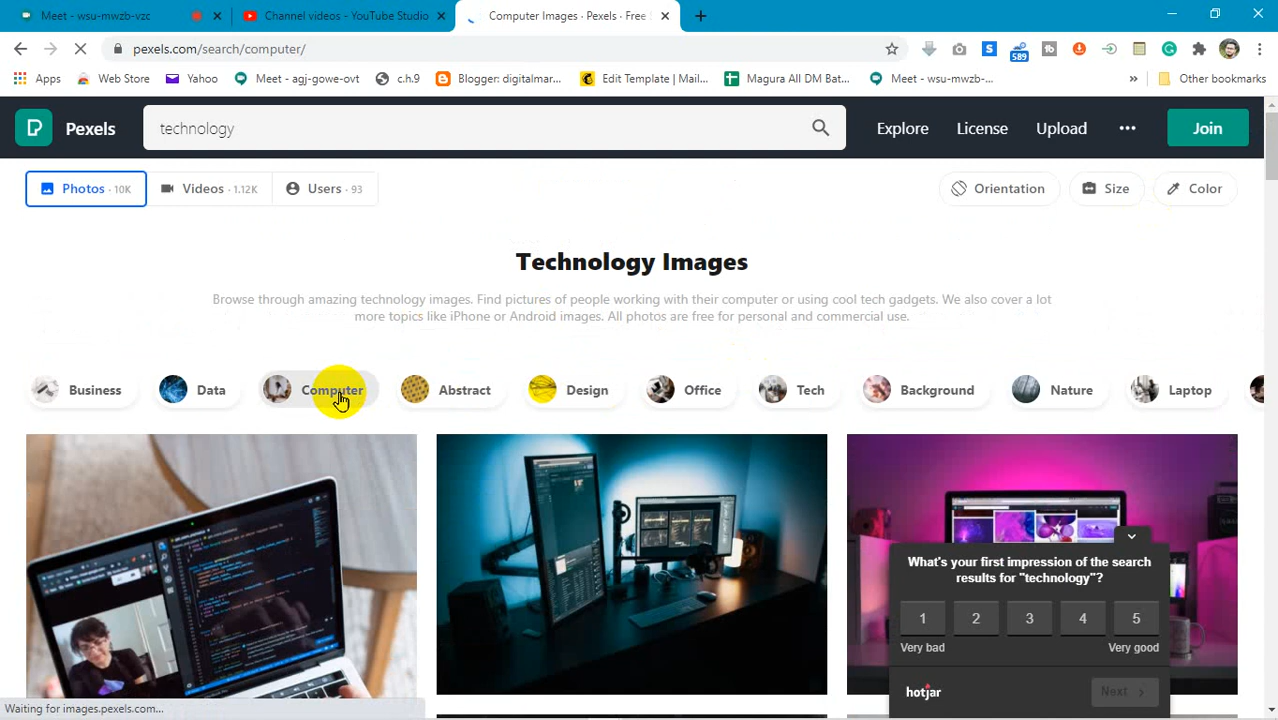 Meet - wsu-mwzb-vzc
Channel videos - YouTube Studio
Computer Images · Pexels · Free
pexels.com/search/computer/
589
Apps
Web Store
Yahoo
Meet - agj-gowe-ovt
c.h.9
Blogger: digitalmar...
Edit Template | Mail...
Magura All DM Bat...
Meet - wsu-mwzb-...
»
Other bookmarks
Pexels
technology
Explore
License
Upload
Join
Photos · 10K
Videos · 1.12K
Users · 93
Orientation
Size
Color
Technology Images
Browse through amazing technology images. Find pictures of people working with their computer or using cool tech gadgets. We also cover a lot
more topics like iPhone or Android images. All photos are free for personal and commercial use.
Business
Data
Computer
Abstract
Design
Office
Tech
Background
Nature
Laptop
What's your first impression of the search
results for "technology"?
1
2
3
4
5
Very bad
Very good
hotjar
Next
Waiting for images.pexels.com...